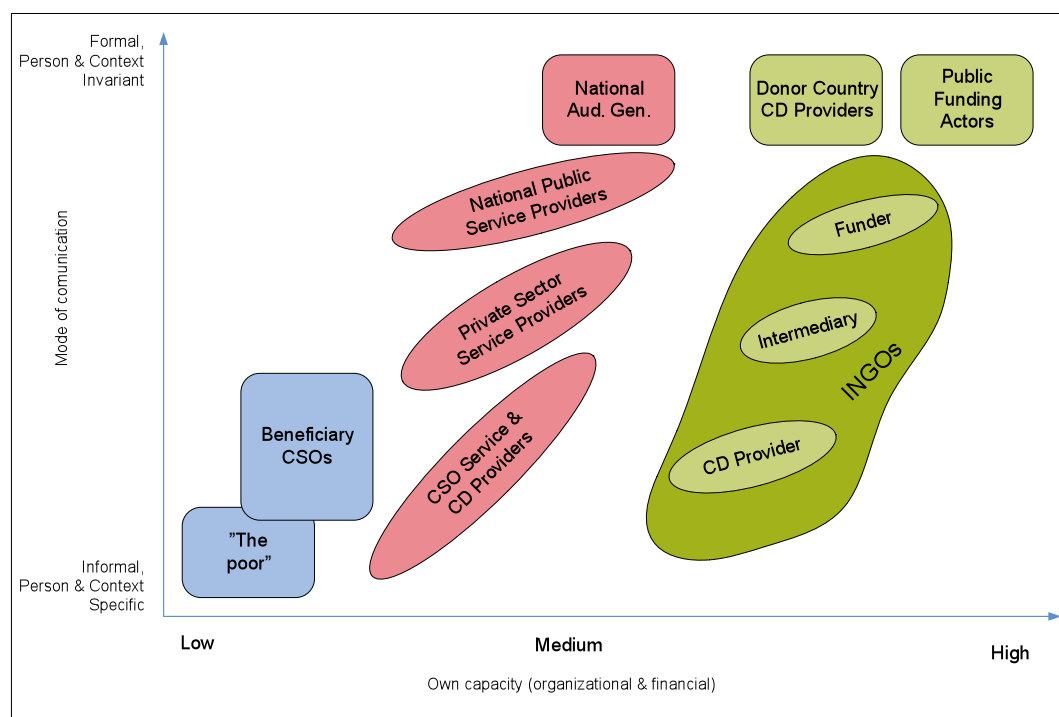 Formal,
Person & Context
Invariant
National
Aud. Gen.
Donor Country
CD Providers
Public
Funding
Actors
National Public
Service Providers
Funder
Mode of comunication
Private Sector
Service Providers
Intermediary
INGOs
Beneficiary
CSOs
CSO Service &
CD Providers
CD Provider
”The
poor”
Informal,
Person & Context
Specific
Low
Medium
High
Own capacity (organizational & financial)